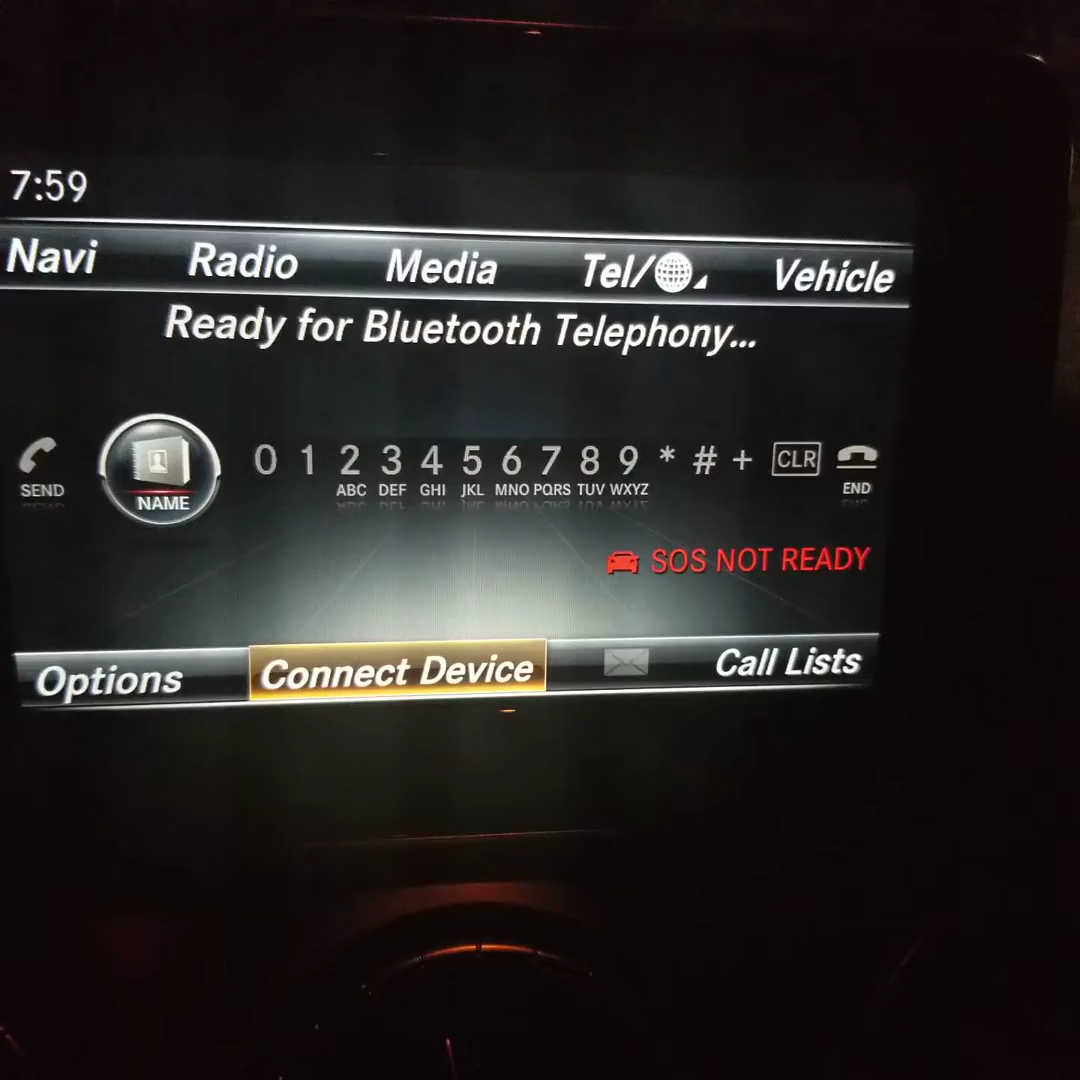 7:59
Navi Radio Media Tel/ Vehicle
Ready for Bluetooth Telephony...
0 1 2 3 4 5 6 7 8 9 * # + CLR
SEND NAME ABC DEF GHI JKL MNO PQRS TUV WXYZ END
SOS NOT READY
Options Connect Device Call Lists